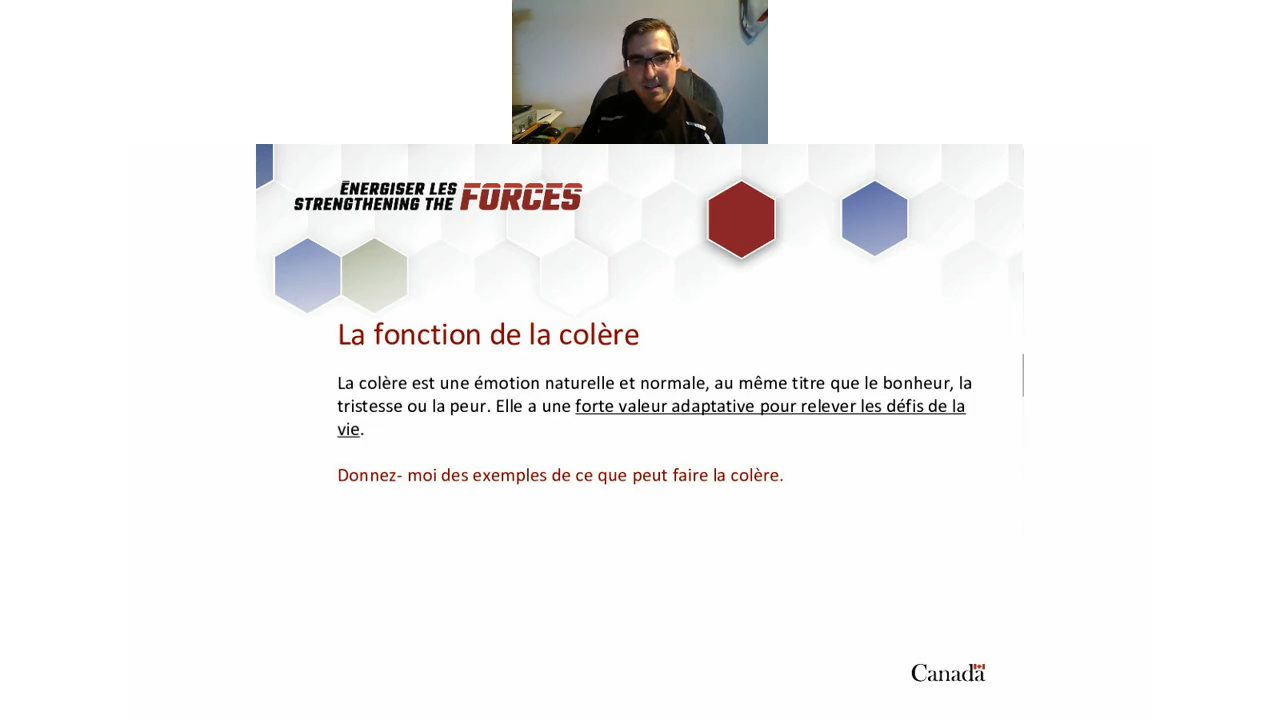 ÉNERGISER LES
STRENGTHENING THE FORCES
La fonction de la colère
La colère est une émotion naturelle et normale, au même titre que le bonheur, la
tristesse ou la peur. Elle a une forte valeur adaptative pour relever les défis de la
vie.
Donnez- moi des exemples de ce que peut faire la colère.
Canada